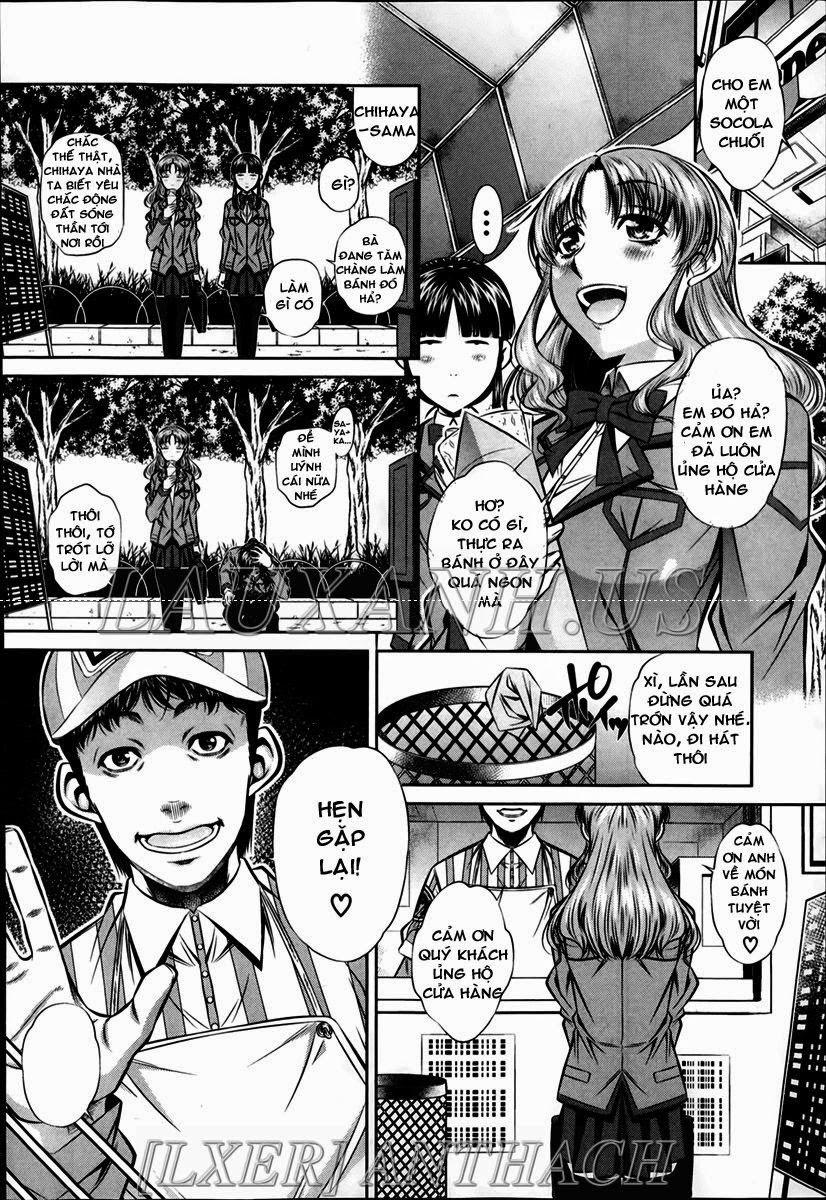 CHO EM
MỘT
SOCOLA
CHUỐI
ỦA?
EM ĐÓ HẢ?
CẢM ƠN EM
ĐÃ LUÔN
ỦNG HỘ CỬA
HÀNG
HƠ?
KO CÓ GÌ,
THỰC RA
BÁNH Ở ĐÂY
QUÁ NGON
MÀ
CHIHAYA
-SAMA
GÌ?
BÀ
ĐANG TĂM
CHÀNG LÀM
BÁNH ĐÓ
HẢ?
LÀM
GÌ CÓ
CHẮC
THẾ THẬT,
CHIHAYA NHÀ
TA BIẾT YÊU
CHẮC ĐỘNG
ĐẤT SÓNG
THẦN TỚI
NƠI RỒI
SA-
YA-
KA...
ĐỂ
MÌNH
UÝNH
CÁI NỮA
NHÉ
THÔI
THÔI, TỚ
TRÓT LỠ
LỜI MÀ
LAUXANH.US
XÌ, LẦN SAU
ĐỪNG QUÁ
TRỚN VẬY NHÉ.
NÀO, ĐI HÁT
THÔI
CẢM
ƠN ANH
VỀ MÓN
BÁNH
TUYỆT
VỜI
♡
CẢM ƠN
QUÝ KHÁCH
ỦNG HỘ
CỬA HÀNG
HẸN
GẶP
LẠI!
♡
[LXER] ANTHACH